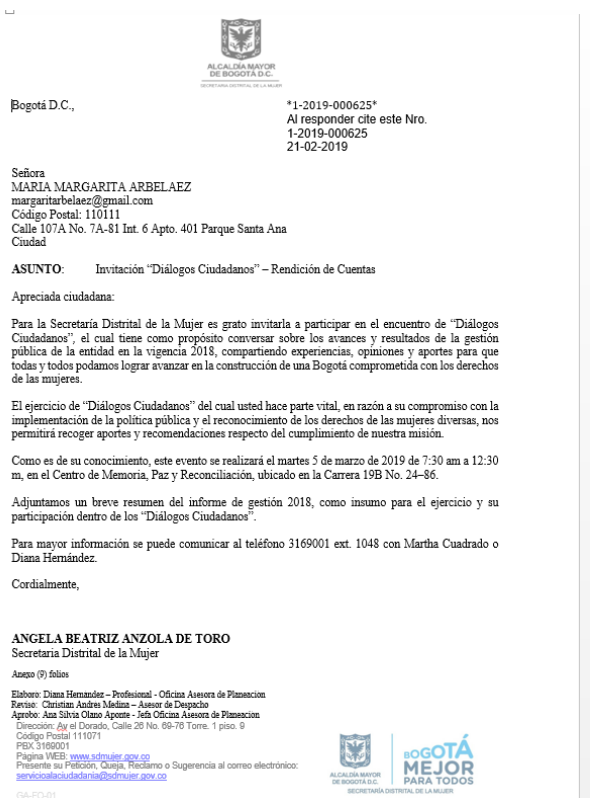 ALCALDÍA MAYOR
DE BOGOTÁ D.C.
SECRETARÍA DISTRITAL DE LA MUJER
Bogotá D.C.,
*1-2019-000625*
Al responder cite este Nro.
1-2019-000625
21-02-2019
Señora
MARIA MARGARITA ARBELAEZ
margaritarbelaez@gmail.com
Código Postal: 110111
Calle 107A No. 7A-81 Int. 6 Apto. 401 Parque Santa Ana
Ciudad
ASUNTO: Invitación “Diálogos Ciudadanos” – Rendición de Cuentas
Apreciada ciudadana:
Para la Secretaría Distrital de la Mujer es grato invitarla a participar en el encuentro de “Diálogos
Ciudadanos”, el cual tiene como propósito conversar sobre los avances y resultados de la gestión
pública de la entidad en la vigencia 2018, compartiendo experiencias, opiniones y aportes para que
todas y todos podamos lograr avanzar en la construcción de una Bogotá comprometida con los derechos
de las mujeres.
El ejercicio de “Diálogos Ciudadanos” del cual usted hace parte vital, en razón a su compromiso con la
implementación de la política pública y el reconocimiento de los derechos de las mujeres diversas, nos
permitirá recoger aportes y recomendaciones respecto del cumplimiento de nuestra misión.
Como es de su conocimiento, este evento se realizará el martes 5 de marzo de 2019 de 7:30 am a 12:30
m, en el Centro de Memoria, Paz y Reconciliación, ubicado en la Carrera 19B No. 24–86.
Adjuntamos un breve resumen del informe de gestión 2018, como insumo para el ejercicio y su
participación dentro de los “Diálogos Ciudadanos”.
Para mayor información se puede comunicar al teléfono 3169001 ext. 1048 con Martha Cuadrado o
Diana Hernández.
Cordialmente,
ANGELA BEATRIZ ANZOLA DE TORO
Secretaria Distrital de la Mujer
Anexo (9) folios
Elaboro: Diana Hernandez – Profesional - Oficina Asesora de Planeacion
Reviso: Christian Andres Medina – Asesor de Despacho
Aprobo: Ana Silvia Olano Aponte - Jefa Oficina Asesora de Planeacion
Dirección: Av el Dorado, Calle 26 No. 69-76 Torre. 1 piso. 9
Código Postal 111071
PBX 3169001
Página WEB: www.sdmujer.gov.co
Presente su Petición, Queja, Reclamo o Sugerencia al correo electrónico:
servicioalaciudadania@sdmujer.gov.co
GA-FO-01
ALCALDÍA MAYOR
DE BOGOTÁ D.C.
SECRETARÍA DISTRITAL DE LA MUJER
BOGOTÁ
MEJOR
PARA TODOS